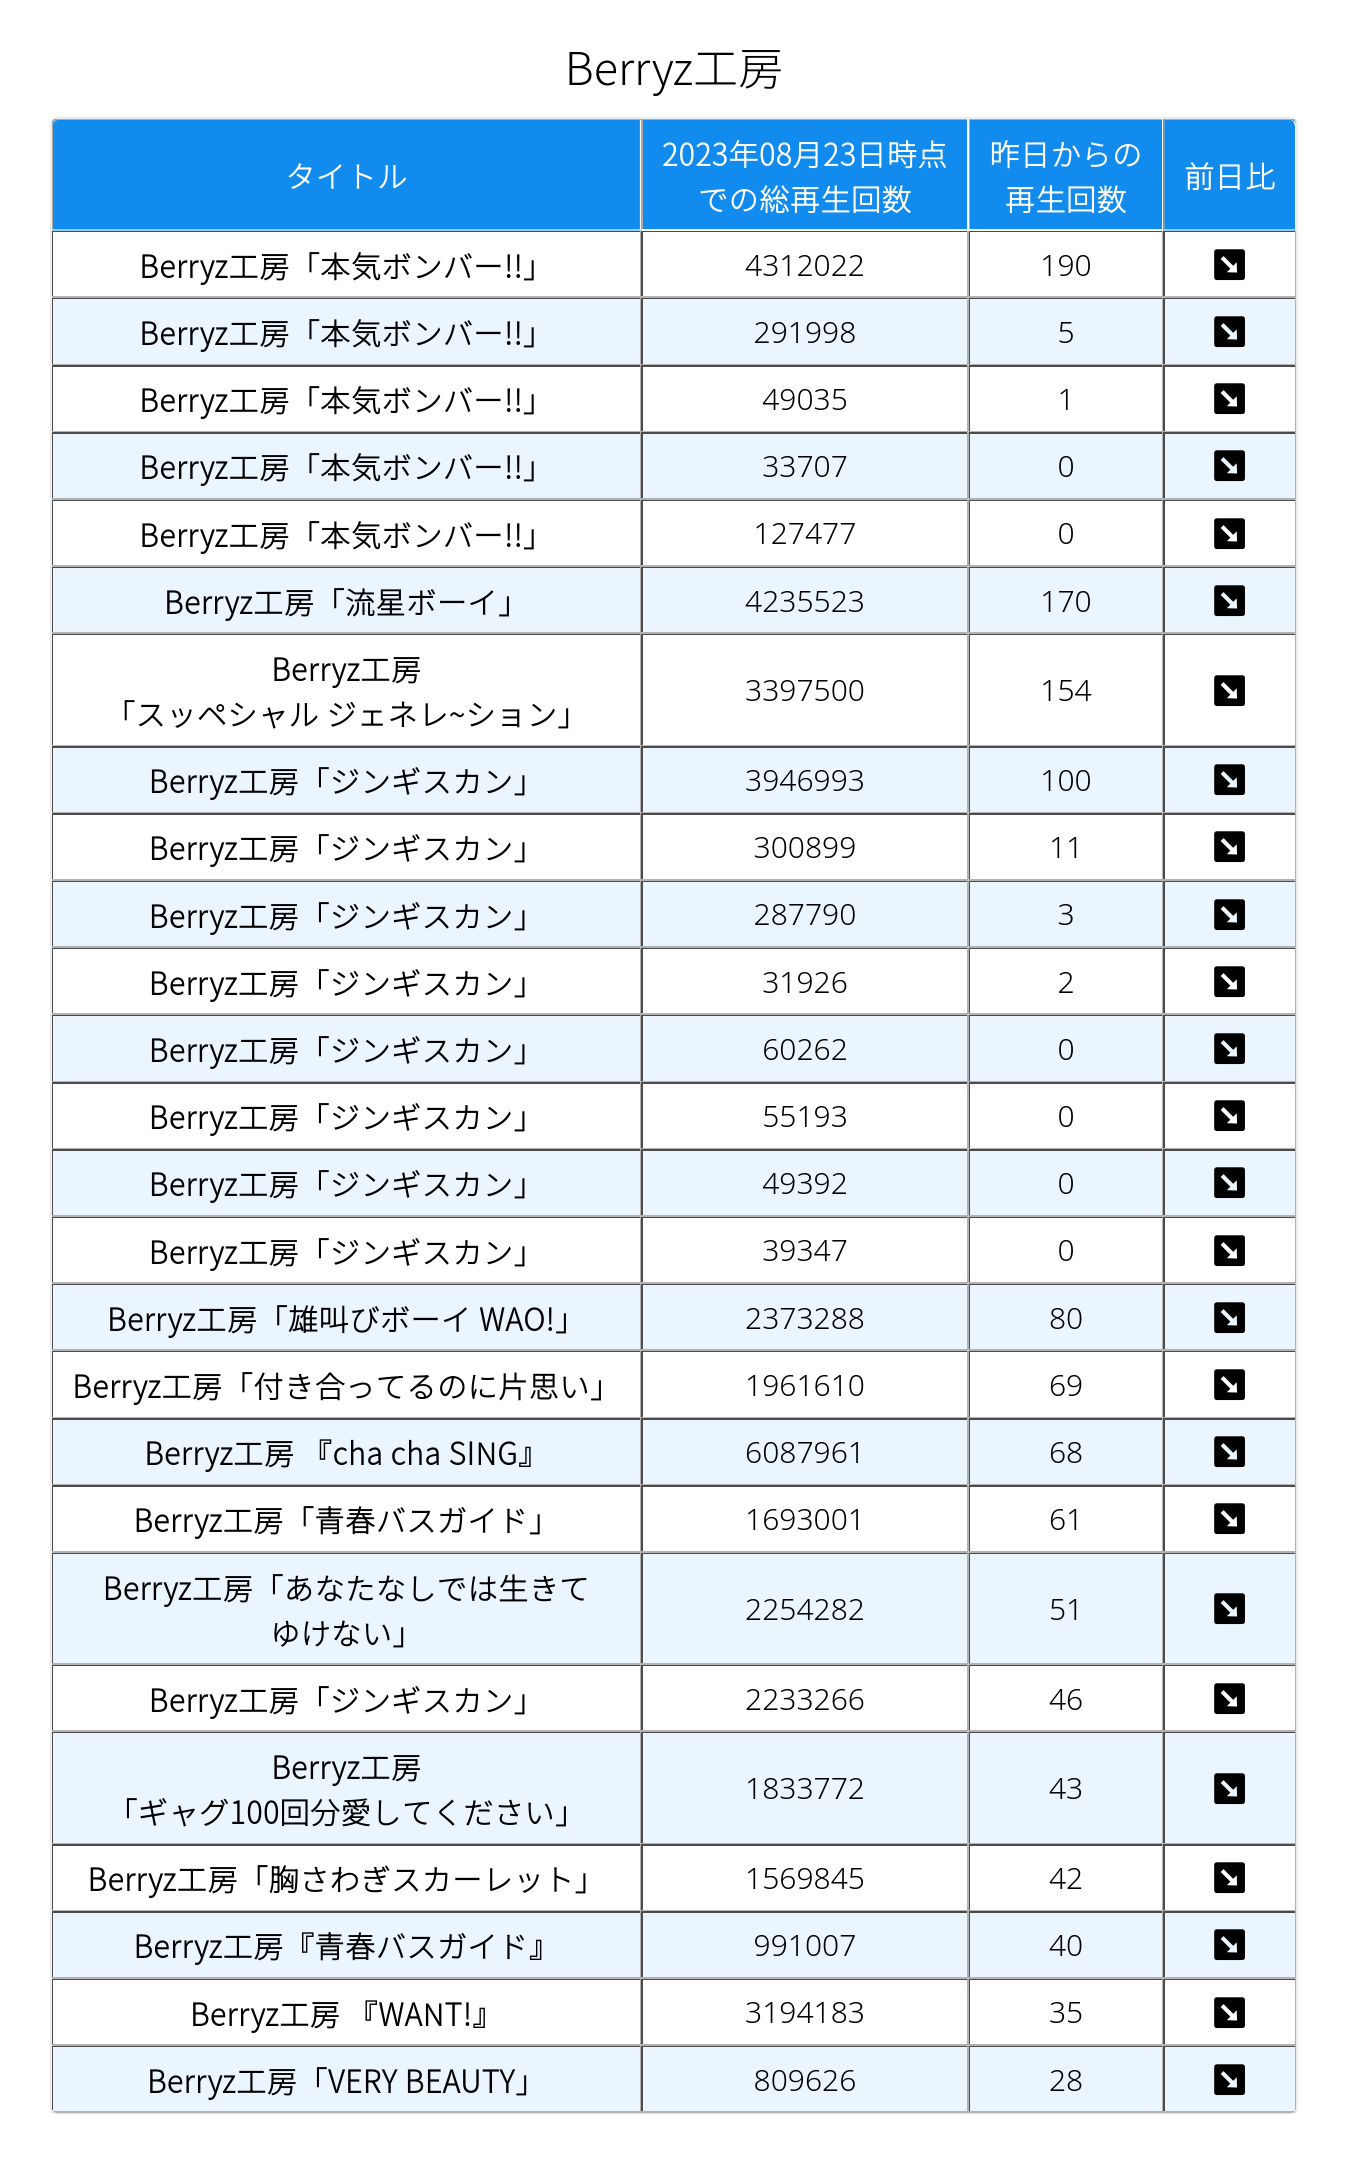 Berryz工房
タイトル 2023年08月23日時点 昨日からの 前日比
での総再生回数 再生回数
Berryz工房「本気ボンバー!!」 4312022 190 ↘
Berryz工房「本気ボンバー!!」 291998 5 ↘
Berryz工房「本気ボンバー!!」 49035 1 ↘
Berryz工房「本気ボンバー!!」 33707 0 ↘
Berryz工房「本気ボンバー!!」 127477 0 ↘
Berryz工房「流星ボーイ」 4235523 170 ↘
Berryz工房
「スッペシャル ジェネレ~ション」 3397500 154 ↘
Berryz工房「ジンギスカン」 3946993 100 ↘
Berryz工房「ジンギスカン」 300899 11 ↘
Berryz工房「ジンギスカン」 287790 3 ↘
Berryz工房「ジンギスカン」 31926 2 ↘
Berryz工房「ジンギスカン」 60262 0 ↘
Berryz工房「ジンギスカン」 55193 0 ↘
Berryz工房「ジンギスカン」 49392 0 ↘
Berryz工房「ジンギスカン」 39347 0 ↘
Berryz工房「雄叫びボーイ WAO!」 2373288 80 ↘
Berryz工房「付き合ってるのに片思い」 1961610 69 ↘
Berryz工房 『cha cha SING』 6087961 68 ↘
Berryz工房「青春バスガイド」 1693001 61 ↘
Berryz工房「あなたなしでは生きて
ゆけない」 2254282 51 ↘
Berryz工房「ジンギスカン」 2233266 46 ↘
Berryz工房
「ギャグ100回分愛してください」 1833772 43 ↘
Berryz工房「胸さわぎスカーレット」 1569845 42 ↘
Berryz工房『青春バスガイド』 991007 40 ↘
Berryz工房 『WANT!』 3194183 35 ↘
Berryz工房「VERY BEAUTY」 809626 28 ↘